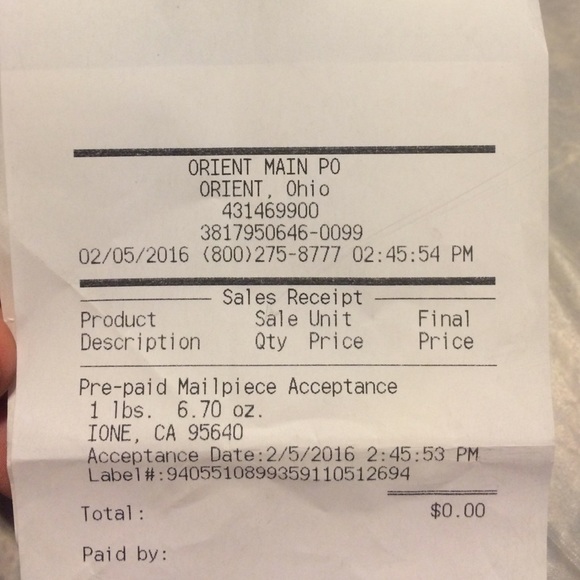 ORIENT MAIN PO
ORIENT, Ohio
431469900
3817950646-0099
02/05/2016 (800)275-8777 02:45:54 PM
Sales Receipt
Product Sale Unit Final
Description Qty Price Price
Pre-paid Mailpiece Acceptance
1 lbs. 6.70 oz.
IONE, CA 95640
Acceptance Date:2/5/2016 2:45:53 PM
Label#:9405510899359110512694
Total: $0.00
Paid by: